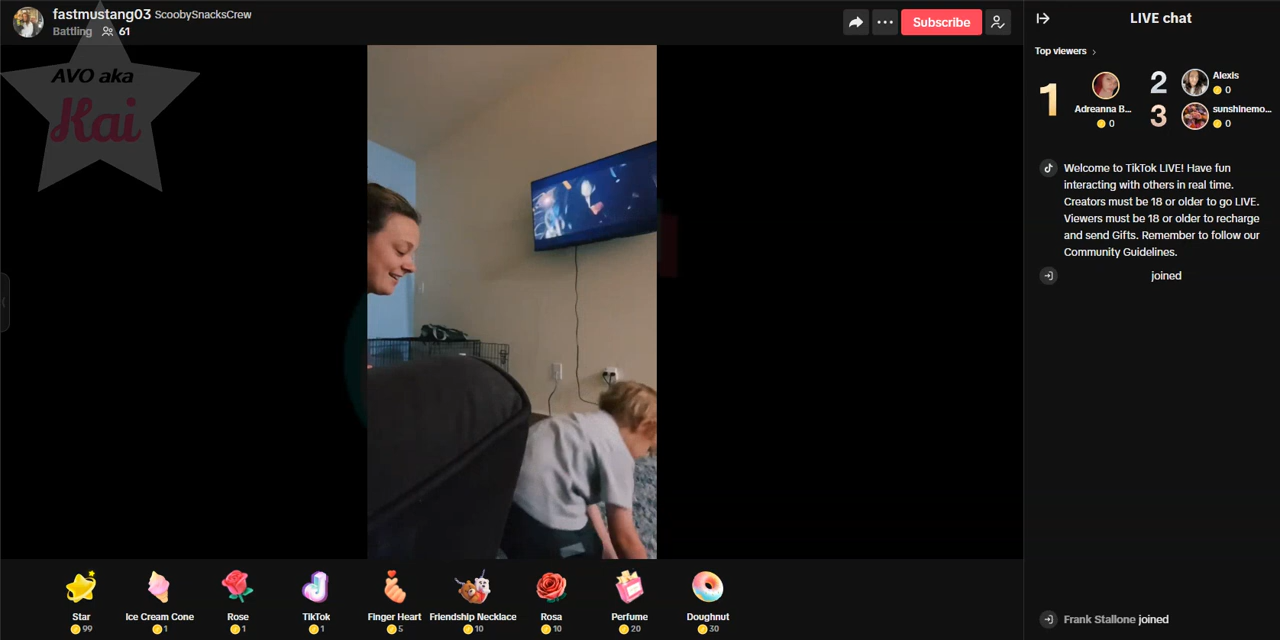 fastmustang03 ScoobySnacksCrew
Battling 61
Subscribe
AVO aka
Kai
LIVE chat
Top viewers
1
Adreanna B...
0
2
Alexis
0
3
sunshinemo...
0
Welcome to TikTok LIVE! Have fun
interacting with others in real time.
Creators must be 18 or older to go LIVE.
Viewers must be 18 or older to recharge
and send Gifts. Remember to follow our
Community Guidelines.
joined
Frank Stallone joined
Star
99
Ice Cream Cone
1
Rose
1
TikTok
1
Finger Heart
5
Friendship Necklace
10
Rosa
10
Perfume
20
Doughnut
30